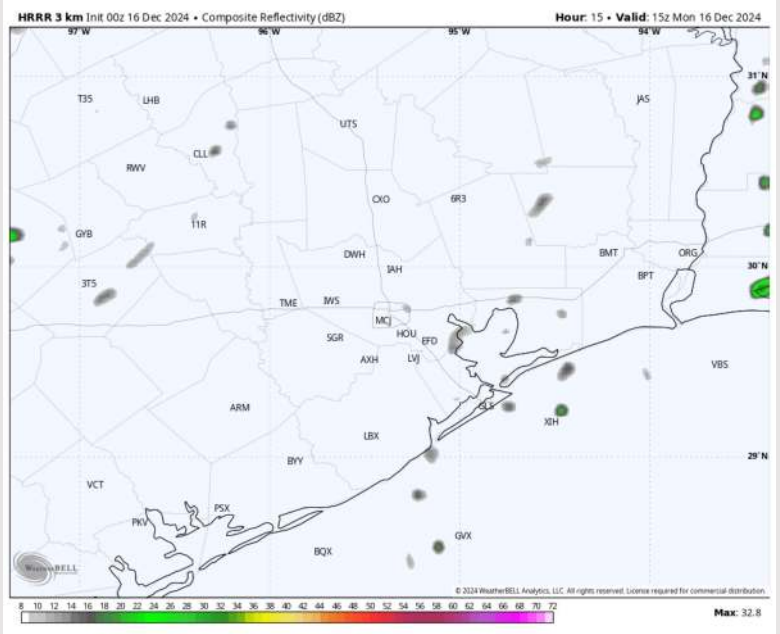 HRRR 3 km Init 00z 16 Dec 2024 • Composite Reflectivity (dBZ) Hour: 15 • Valid: 15z Mon 16 Dec 2024
97°W 96°W 95°W 94°W
31°N
T35 LHB JAS
UTS
CLL
RWV
CXO 6R3
11R
GYB
DWH BMT ORG
IAH 30°N
BPT
3T5
TME IWS
MCJ
SGR HOU EFD
AXH LVJ VBS
ARM GLS
XIH
LBX
BYY 29°N
VCT
PSX
PKV
GVX
BQX
WeatherBELL
© 2024 WeatherBELL Analytics, LLC. All rights reserved. License required for commercial distribution.
8 10 12 14 16 18 20 22 24 26 28 30 32 34 36 38 40 42 44 46 48 50 52 54 56 58 60 62 64 66 68 70 72 Max: 32.8